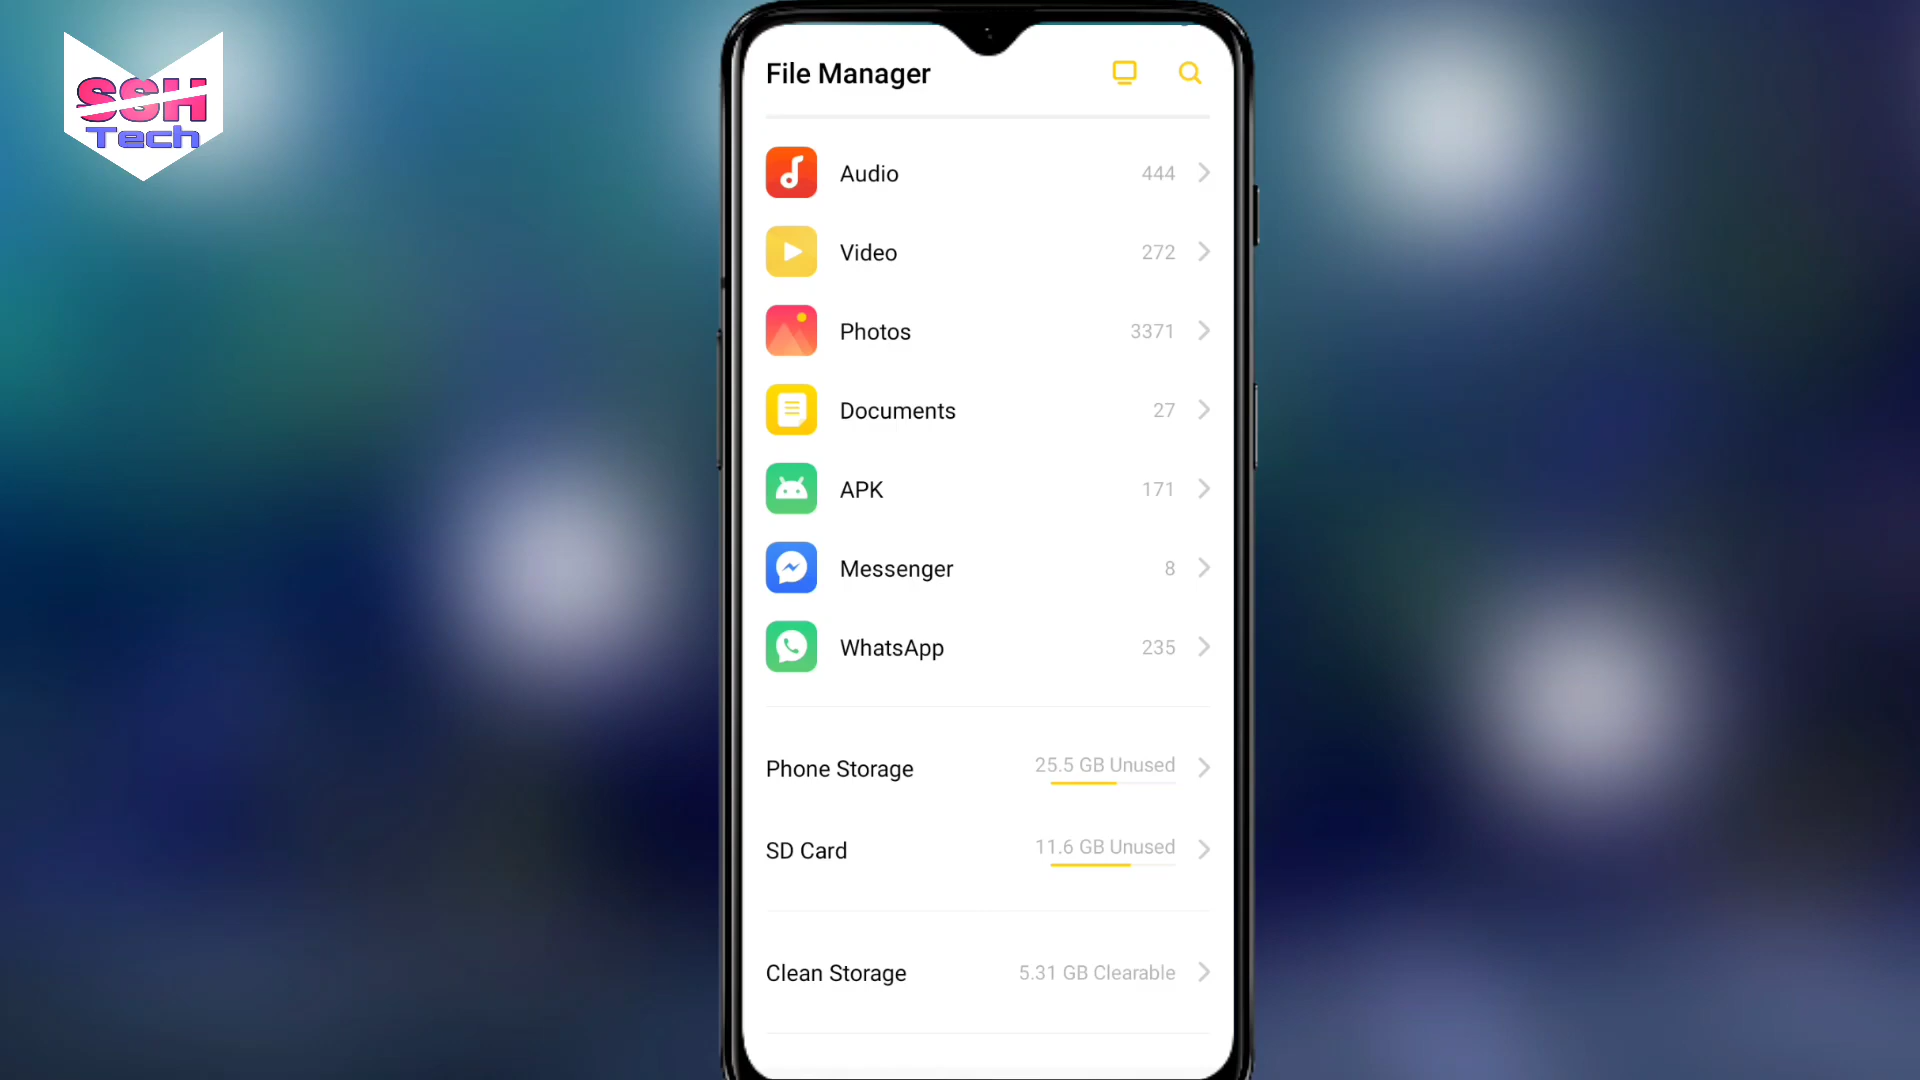 SSH
Tech
File Manager
Audio 444
Video 272
Photos 3371
Documents 27
APK 171
Messenger 8
WhatsApp 235
Phone Storage 25.5 GB Unused
SD Card 11.6 GB Unused
Clean Storage 5.31 GB Clearable